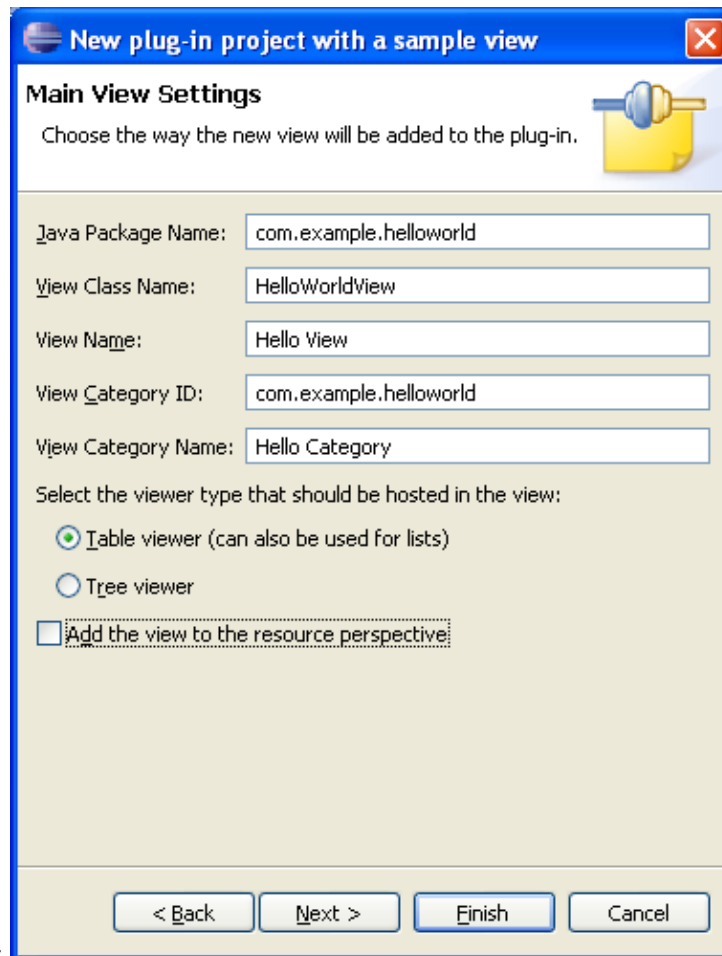 New plug-in project with a sample view
Main View Settings
Choose the way the new view will be added to the plug-in.
Java Package Name: com.example.helloworld
View Class Name: HelloWorldView
View Name: Hello View
View Category ID: com.example.helloworld
View Category Name: Hello Category
Select the viewer type that should be hosted in the view:
Table viewer (can also be used for lists)
Tree viewer
Add the view to the resource perspective
< Back Next > Finish Cancel